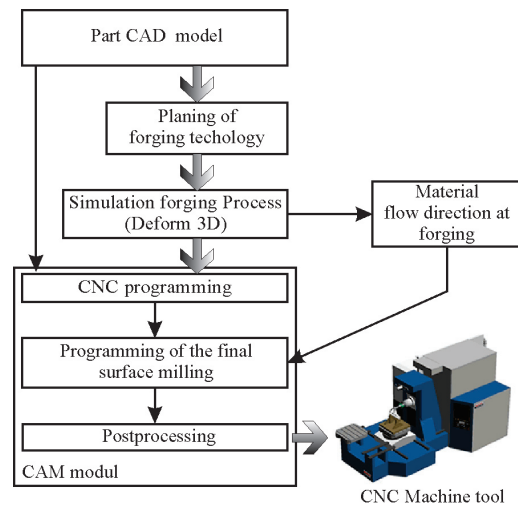 Part CAD model
Planing of
forging techology
Simulation forging Process
(Deform 3D)
Material
flow direction at
forging
CNC programming
Programming of the final
surface milling
Postprocessing
CAM modul
CNC Machine tool